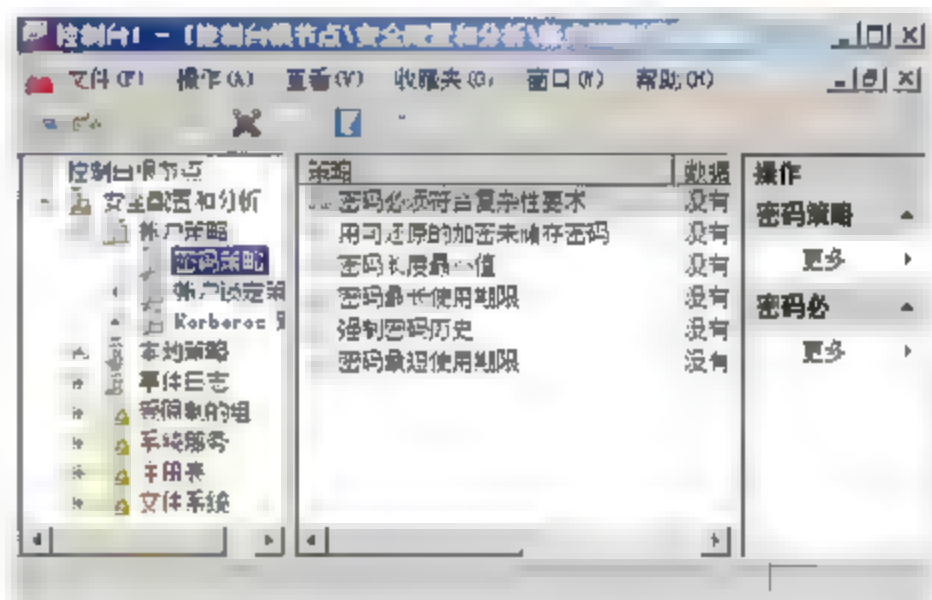 控制台1 - [控制台根节点\安全配置和分析\
文件(F) 操作(A) 查看(V) 收藏夹(O) 窗口(W) 帮助(H)
控制台根节点
安全配置和分析
帐户策略
密码策略
帐户锁定策
Kerberos
本地策略
事件日志
受限制的组
系统服务
注册表
文件系统
策略 数据
密码必须符合复杂性要求 没有
用可还原的加密来储存密码 没有
密码长度最小值 没有
密码最长使用期限 没有
强制密码历史 没有
密码最短使用期限 没有
操作
密码策略
更多
密码必
更多